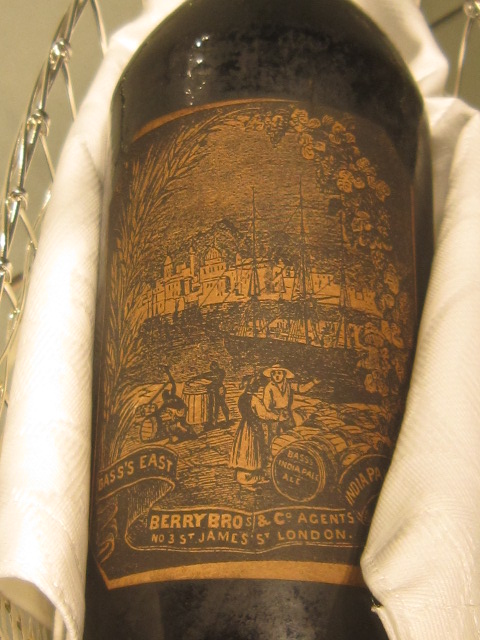 BASS'S EAST
BASS'S
INDIA PALE
ALE
INDIA PA
BERRY BROS & Co AGENTS
No 3 ST JAMES'S ST LONDON.